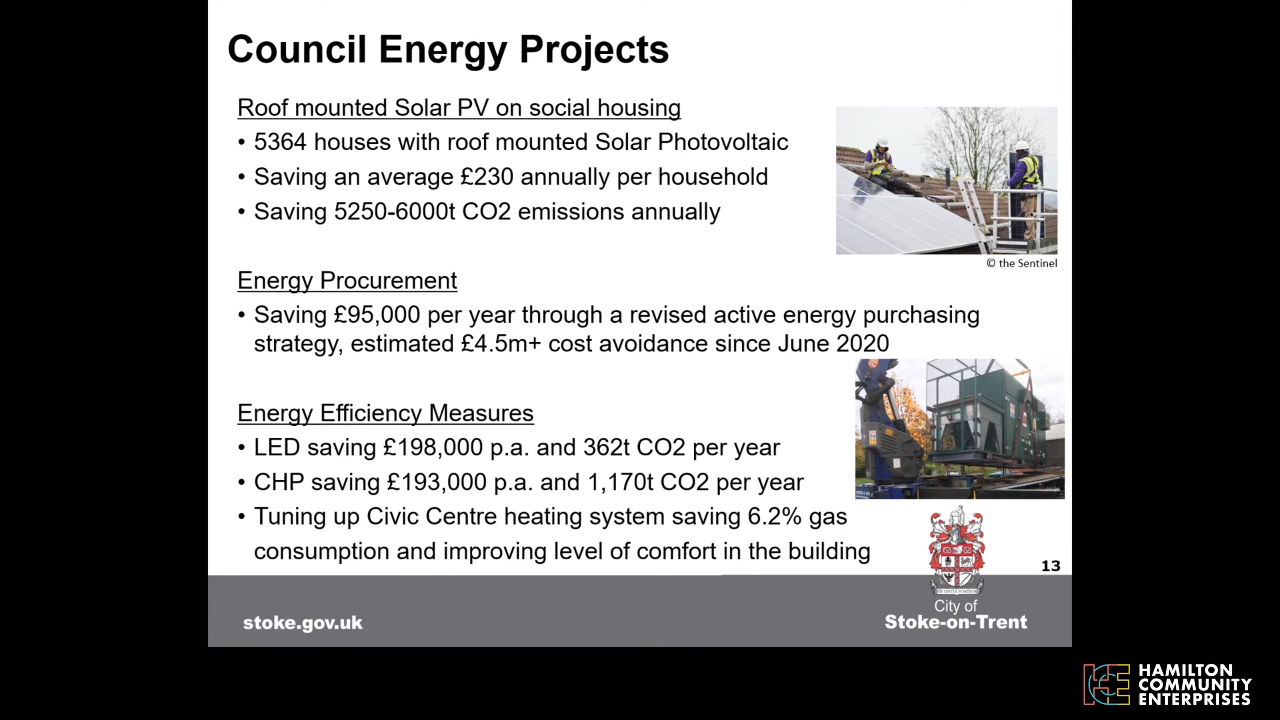 Council Energy Projects
Roof mounted Solar PV on social housing
• 5364 houses with roof mounted Solar Photovoltaic
• Saving an average £230 annually per household
• Saving 5250-6000t CO2 emissions annually
© the Sentinel
Energy Procurement
• Saving £95,000 per year through a revised active energy purchasing
strategy, estimated £4.5m+ cost avoidance since June 2020
Energy Efficiency Measures
• LED saving £198,000 p.a. and 362t CO2 per year
• CHP saving £193,000 p.a. and 1,170t CO2 per year
• Tuning up Civic Centre heating system saving 6.2% gas
consumption and improving level of comfort in the building
13
stoke.gov.uk
City of
Stoke-on-Trent
HAMILTON
COMMUNITY
ENTERPRISES